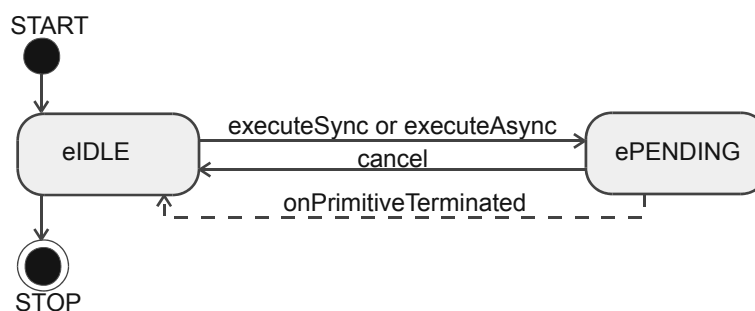 START
executeSync or executeAsync
eIDLE
cancel
ePENDING
onPrimitiveTerminated
STOP